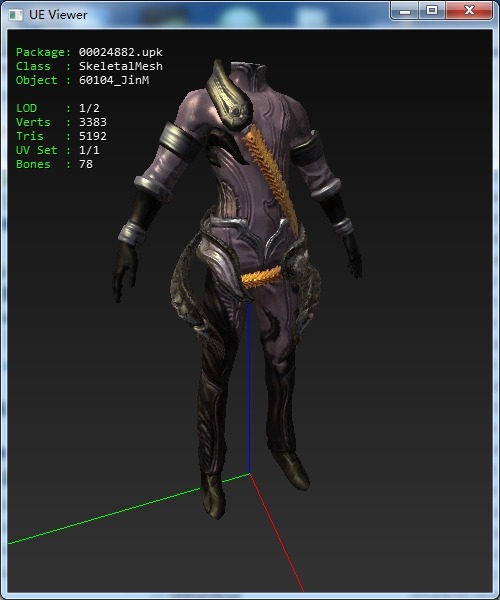 UE Viewer
Package: 00024882.upk
Class : SkeletalMesh
Object : 60104_JinM
LOD : 1/2
Verts : 3383
Tris : 5192
UV Set : 1/1
Bones : 78